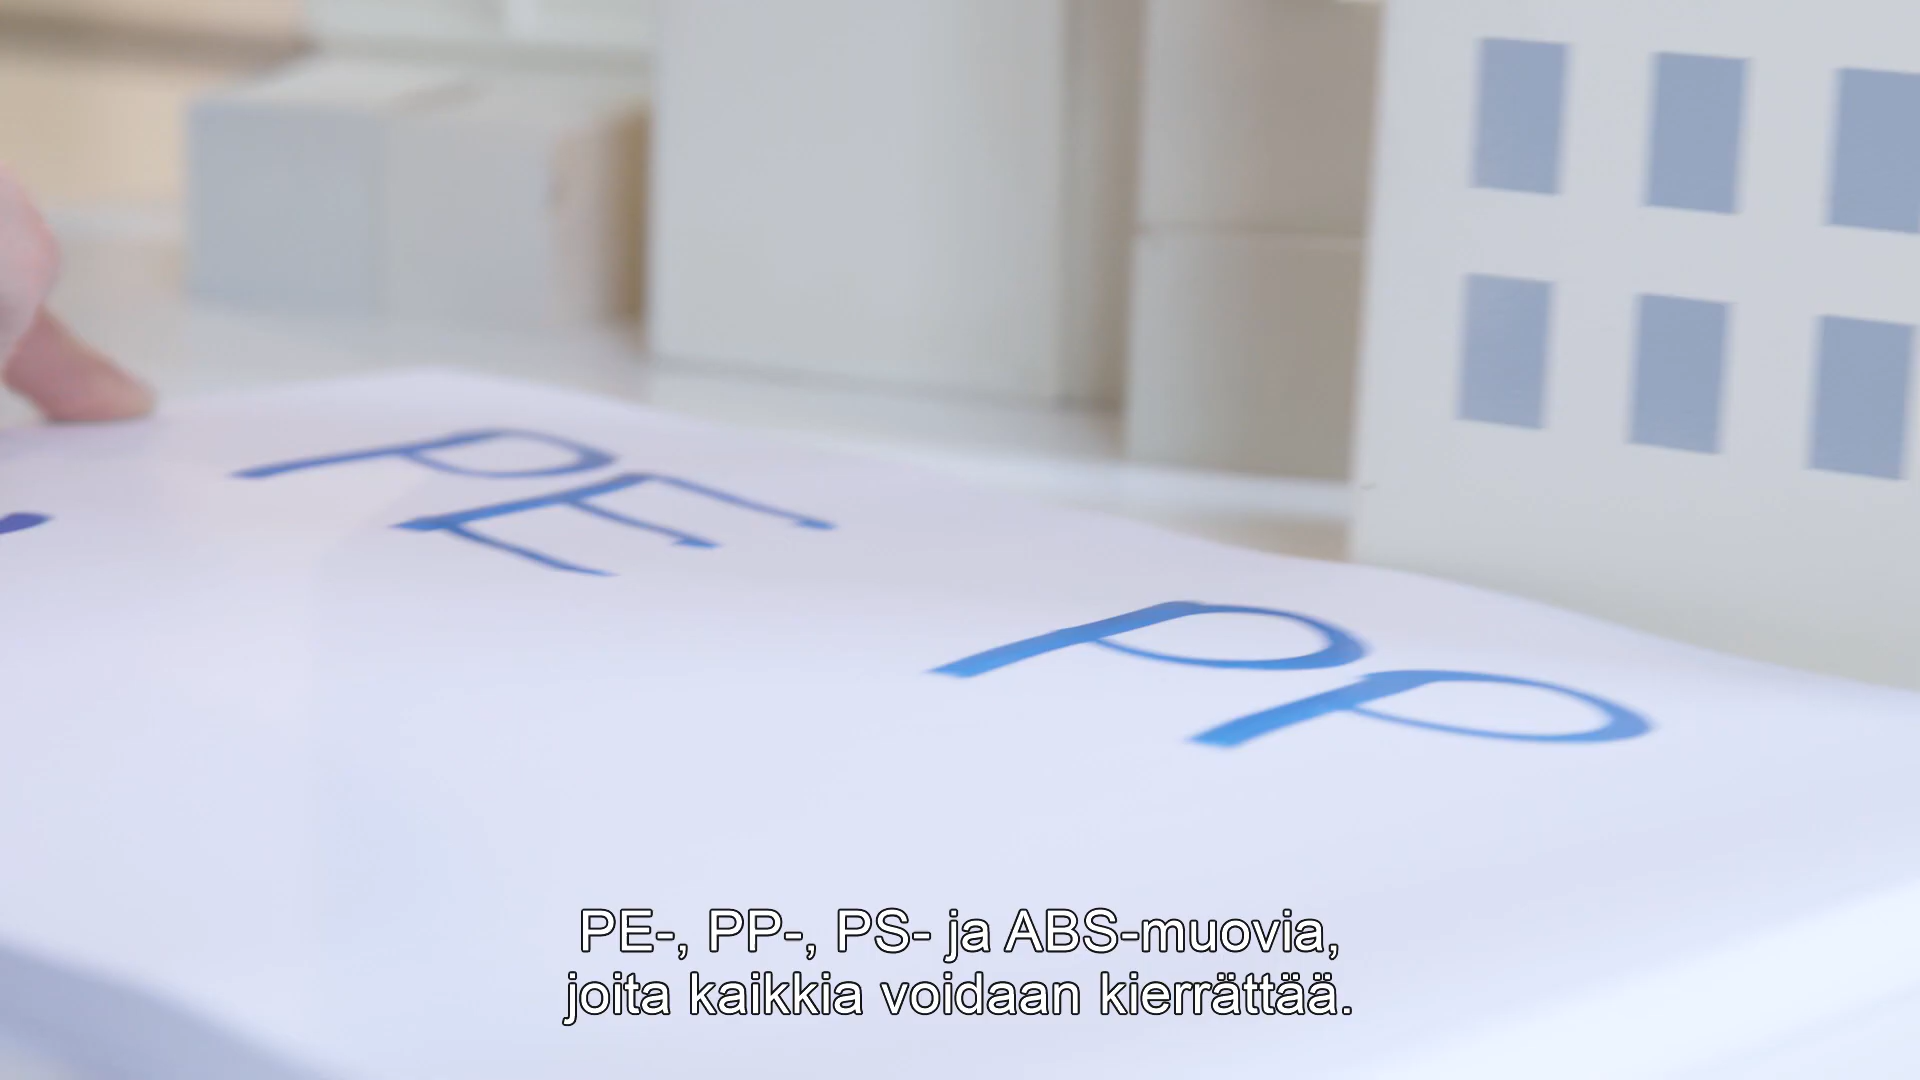 PE
PP
PE-, PP-, PS- ja ABS-muovia,
joita kaikkia voidaan kierrättää.